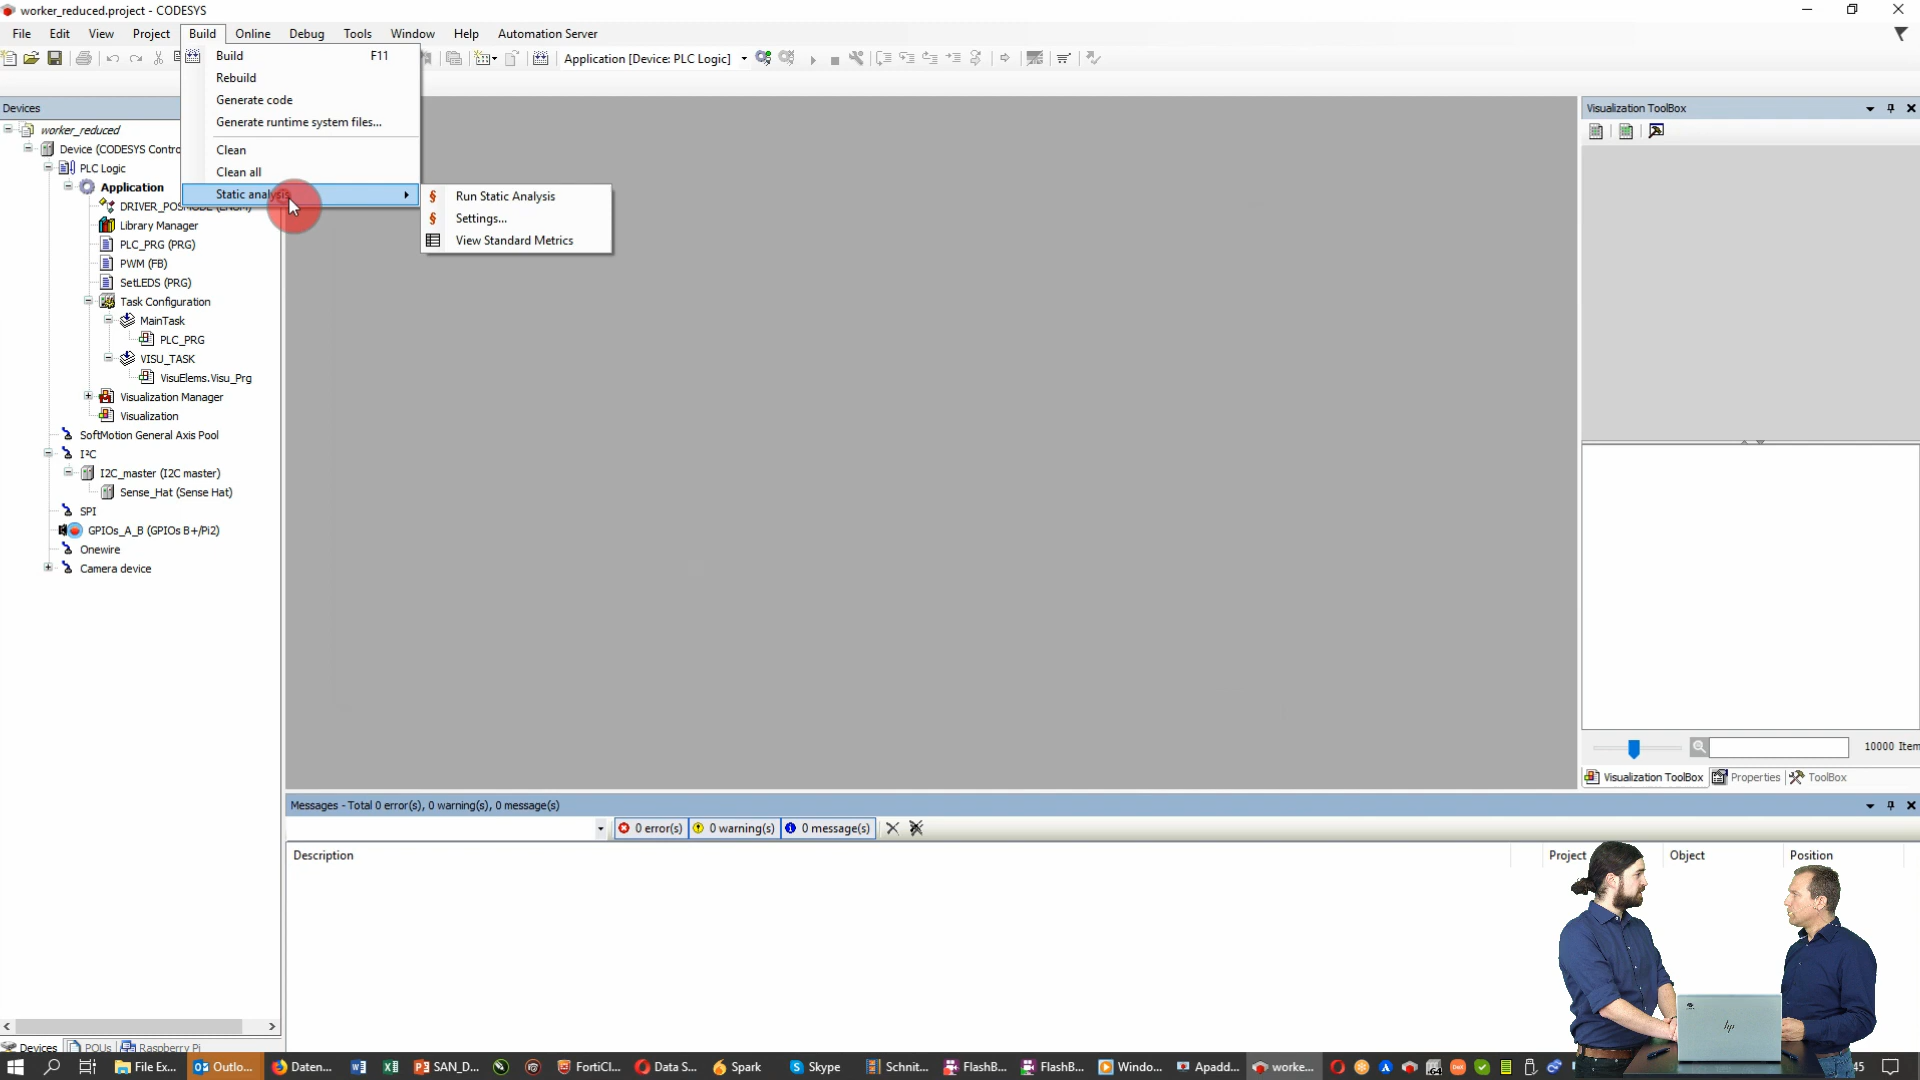 worker_reduced.project - CODESYS
File Edit View Project Build Online Debug Tools Window Help Automation Server
Application [Device: PLC Logic]
Build F11
Rebuild
Generate code
Generate runtime system files...
Clean
Clean all
Static analysis
Run Static Analysis
Settings...
View Standard Metrics
Devices
worker_reduced
Device (CODESYS Contro
PLC Logic
Application
DRIVER_POSMODE (ENUM)
Library Manager
PLC_PRG (PRG)
PWM (FB)
SetLEDS (PRG)
Task Configuration
MainTask
PLC_PRG
VISU_TASK
VisuElems.Visu_Prg
Visualization Manager
Visualization
SoftMotion General Axis Pool
I²C
I2C_master (I2C master)
Sense_Hat (Sense Hat)
SPI
GPIOs_A_B (GPIOs B+/Pi2)
Onewire
Camera device
Devices POUs Raspberry Pi
Visualization ToolBox
10000 Item
Visualization ToolBox Properties ToolBox
Messages - Total 0 error(s), 0 warning(s), 0 message(s)
0 error(s) 0 warning(s) 0 message(s)
Description Project Object Position
hp
File Ex... Outlo... Daten... SAN_D... FortiCl... Data S... Spark Skype Schnit... FlashB... FlashB... Windo... Apadd... worke... 64 45